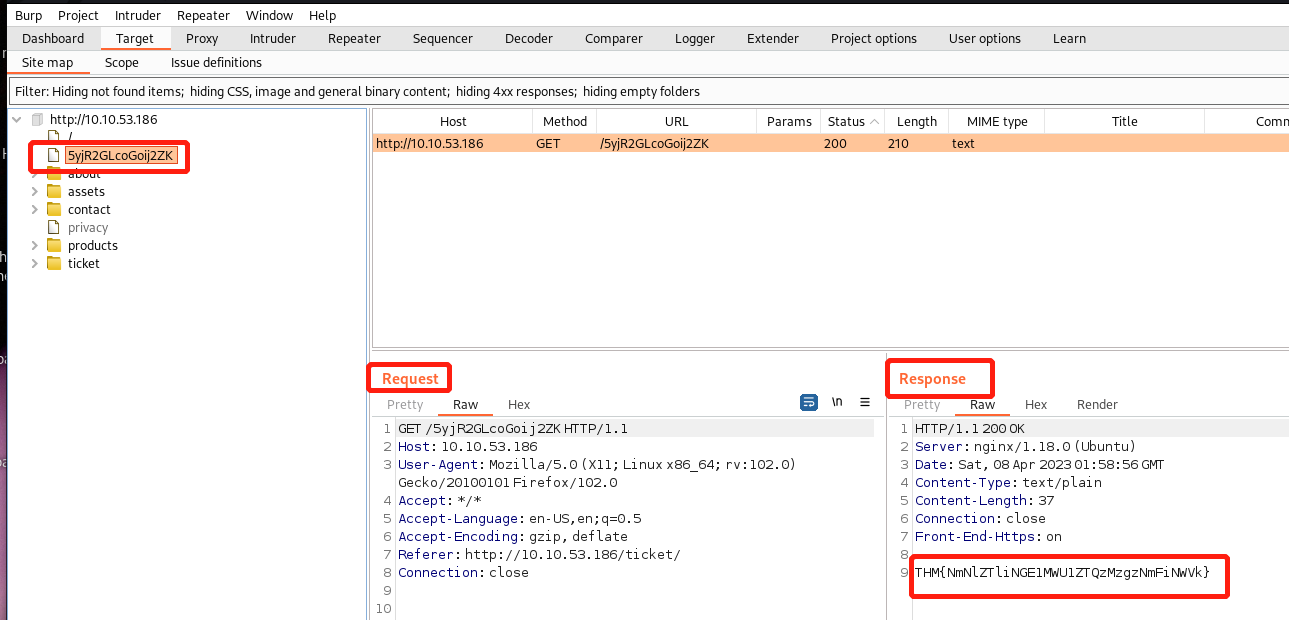 Burp Project Intruder Repeater Window Help
Dashboard Target Proxy Intruder Repeater Sequencer Decoder Comparer Logger Extender Project options User options Learn
Site map Scope Issue definitions
Filter: Hiding not found items; hiding CSS, image and general binary content; hiding 4xx responses; hiding empty folders
http://10.10.53.186
/
5yjR2GLcoGoij2ZK
about
assets
contact
privacy
products
ticket
Host Method URL Params Status Length MIME type Title Comm
http://10.10.53.186 GET /5yjR2GLcoGoij2ZK 200 210 text
Request
Pretty Raw Hex \n
1 GET /5yjR2GLcoGoij2ZK HTTP/1.1
2 Host: 10.10.53.186
3 User-Agent: Mozilla/5.0 (X11; Linux x86_64; rv:102.0)
Gecko/20100101 Firefox/102.0
4 Accept: */*
5 Accept-Language: en-US,en;q=0.5
6 Accept-Encoding: gzip, deflate
7 Referer: http://10.10.53.186/ticket/
8 Connection: close
9
10
Response
Pretty Raw Hex Render
1 HTTP/1.1 200 OK
2 Server: nginx/1.18.0 (Ubuntu)
3 Date: Sat, 08 Apr 2023 01:58:56 GMT
4 Content-Type: text/plain
5 Content-Length: 37
6 Connection: close
7 Front-End-Https: on
8
9 THM{NmNlZTliNGE1MWU1ZTQzMzgzNmFiNWVk}